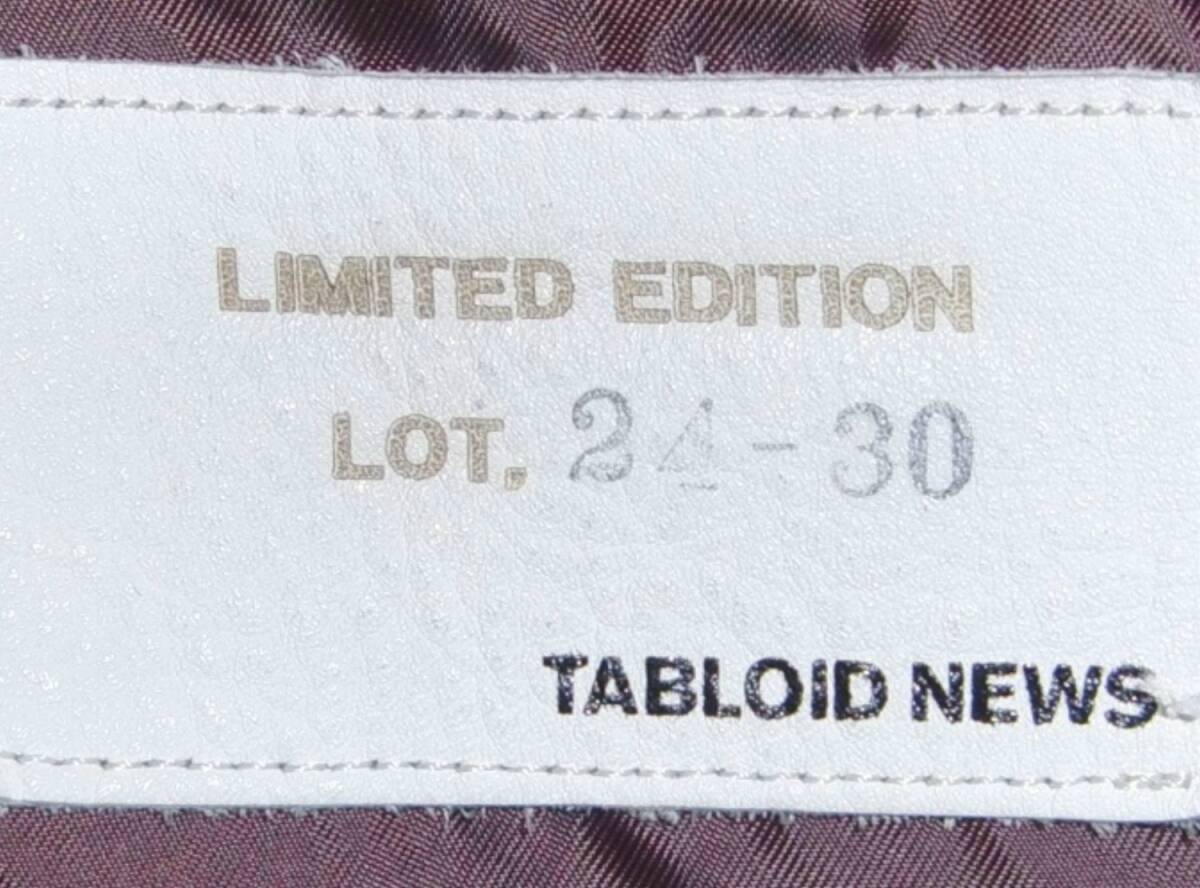 LIMITED EDITION
LOT, 24-30
TABLOID NEWS